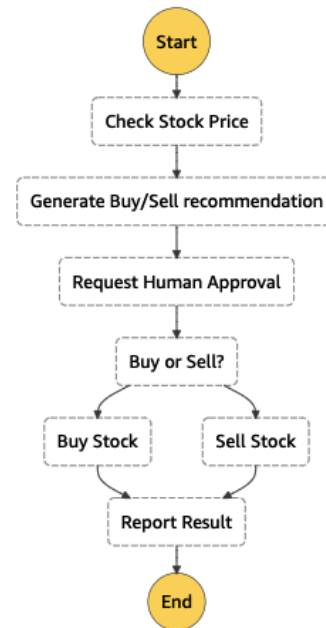 Start
Check Stock Price
Generate Buy/Sell recommendation
Request Human Approval
Buy or Sell?
Buy Stock
Sell Stock
Report Result
End